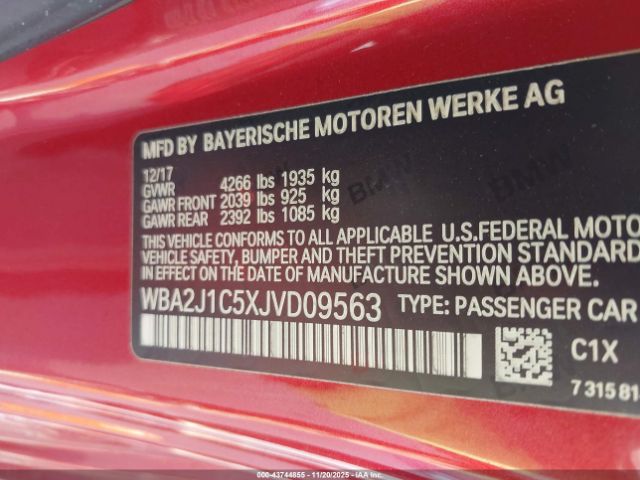 MFD BY BAYERISCHE MOTOREN WERKE AG
12/17
GVWR 4266 lbs 1935 kg
GAWR FRONT 2039 lbs 925 kg
GAWR REAR 2392 lbs 1085 kg
THIS VEHICLE CONFORMS TO ALL APPLICABLE U.S.FEDERAL MOTO
VEHICLE SAFETY, BUMPER AND THEFT PREVENTION STANDARD
IN EFFECT ON THE DATE OF MANUFACTURE SHOWN ABOVE.
WBA2J1C5XJVD09563 TYPE: PASSENGER CAR
C1X
7 315 81
© IAAI 43744855 11/20/2025 IAAI.COM